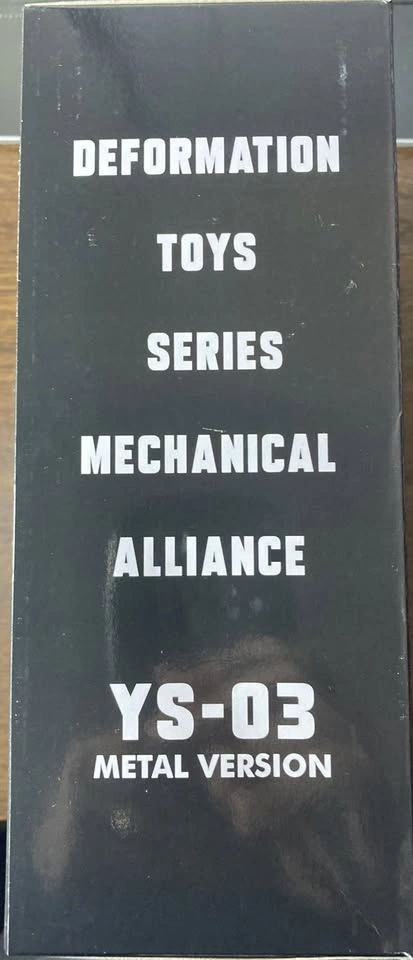 DEFORMATION
TOYS
SERIES
MECHANICAL
ALLIANCE
YS-03
METAL VERSION